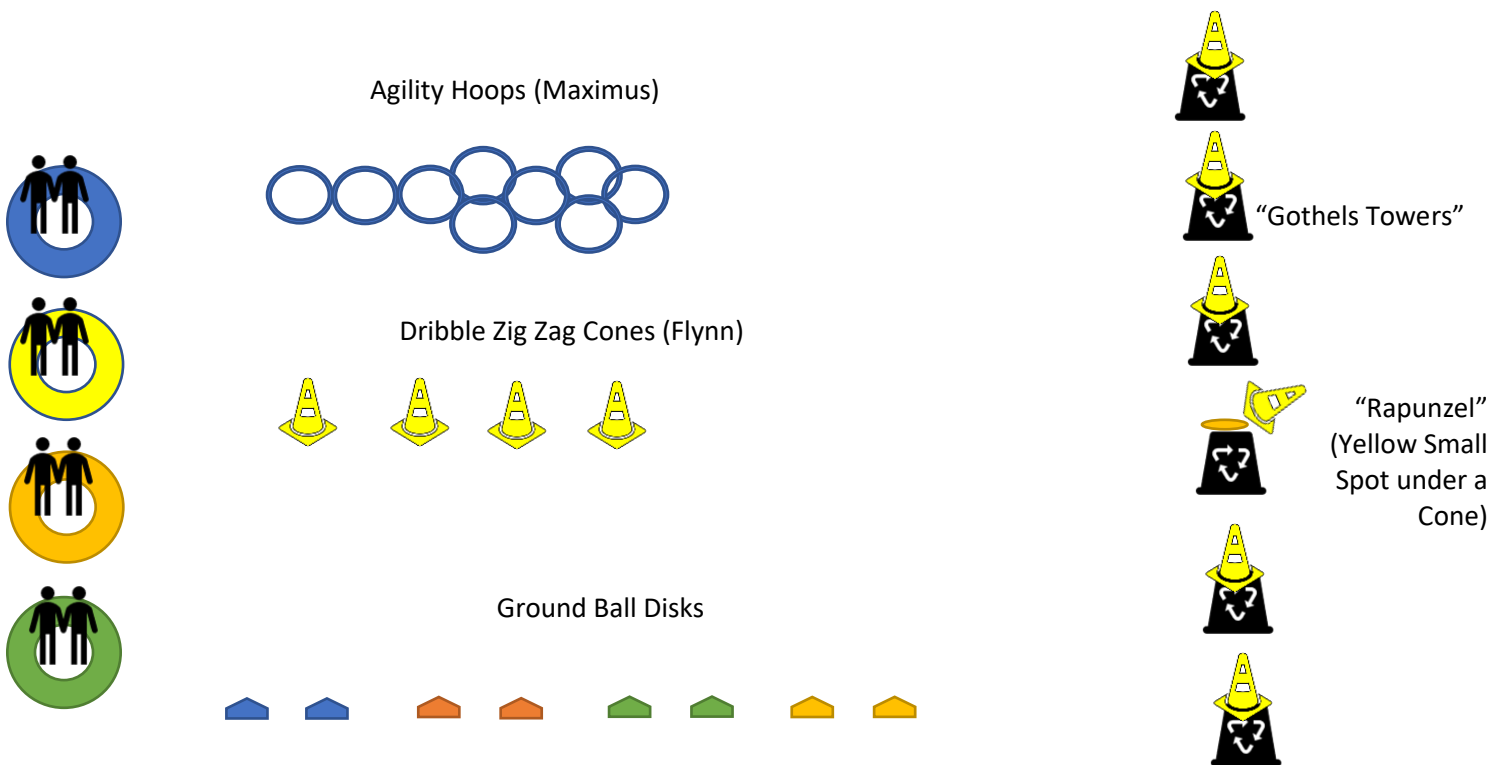 Agility Hoops (Maximus)
“Gothels Towers”
Dribble Zig Zag Cones (Flynn)
“Rapunzel”
(Yellow Small
Spot under a
Cone)
Ground Ball Disks